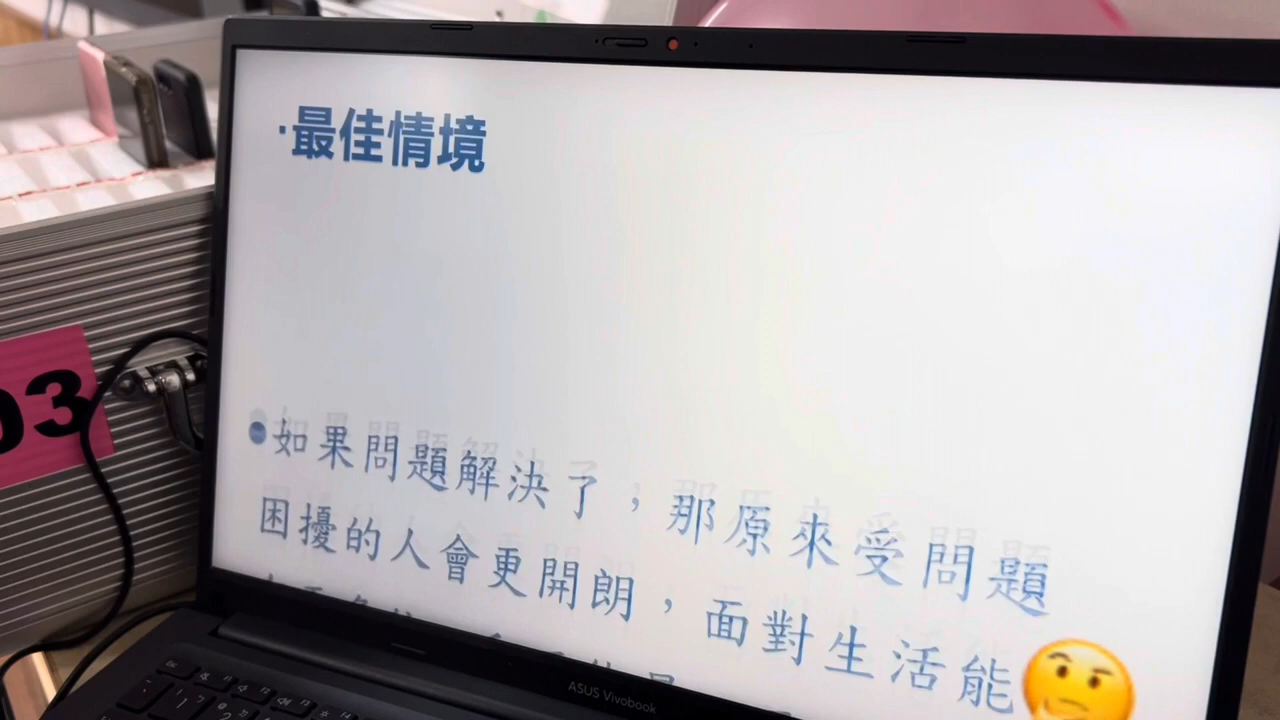 ·最佳情境
●如果問題解決了，那原來受問題
困擾的人會更開朗，面對生活能
03
ASUS Vivobook